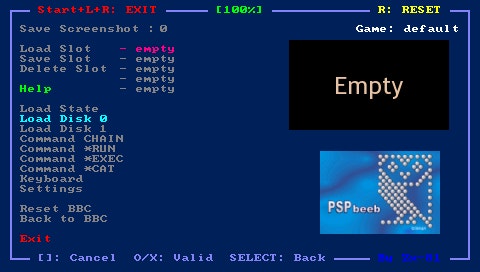 Start+L+R: EXIT [100%] R: RESET
Save Screenshot : 0 Game: default
Load Slot - empty
Save Slot - empty
Delete Slot - empty
- empty
Help - empty
Empty
Load State
Load Disk 0
Load Disk 1
Command CHAIN
Command *RUN
Command *EXEC
Command *CAT
Keyboard
Settings
PSPbeeb
Reset BBC
Back to BBC
Exit
[]: Cancel O/X: Valid SELECT: Back